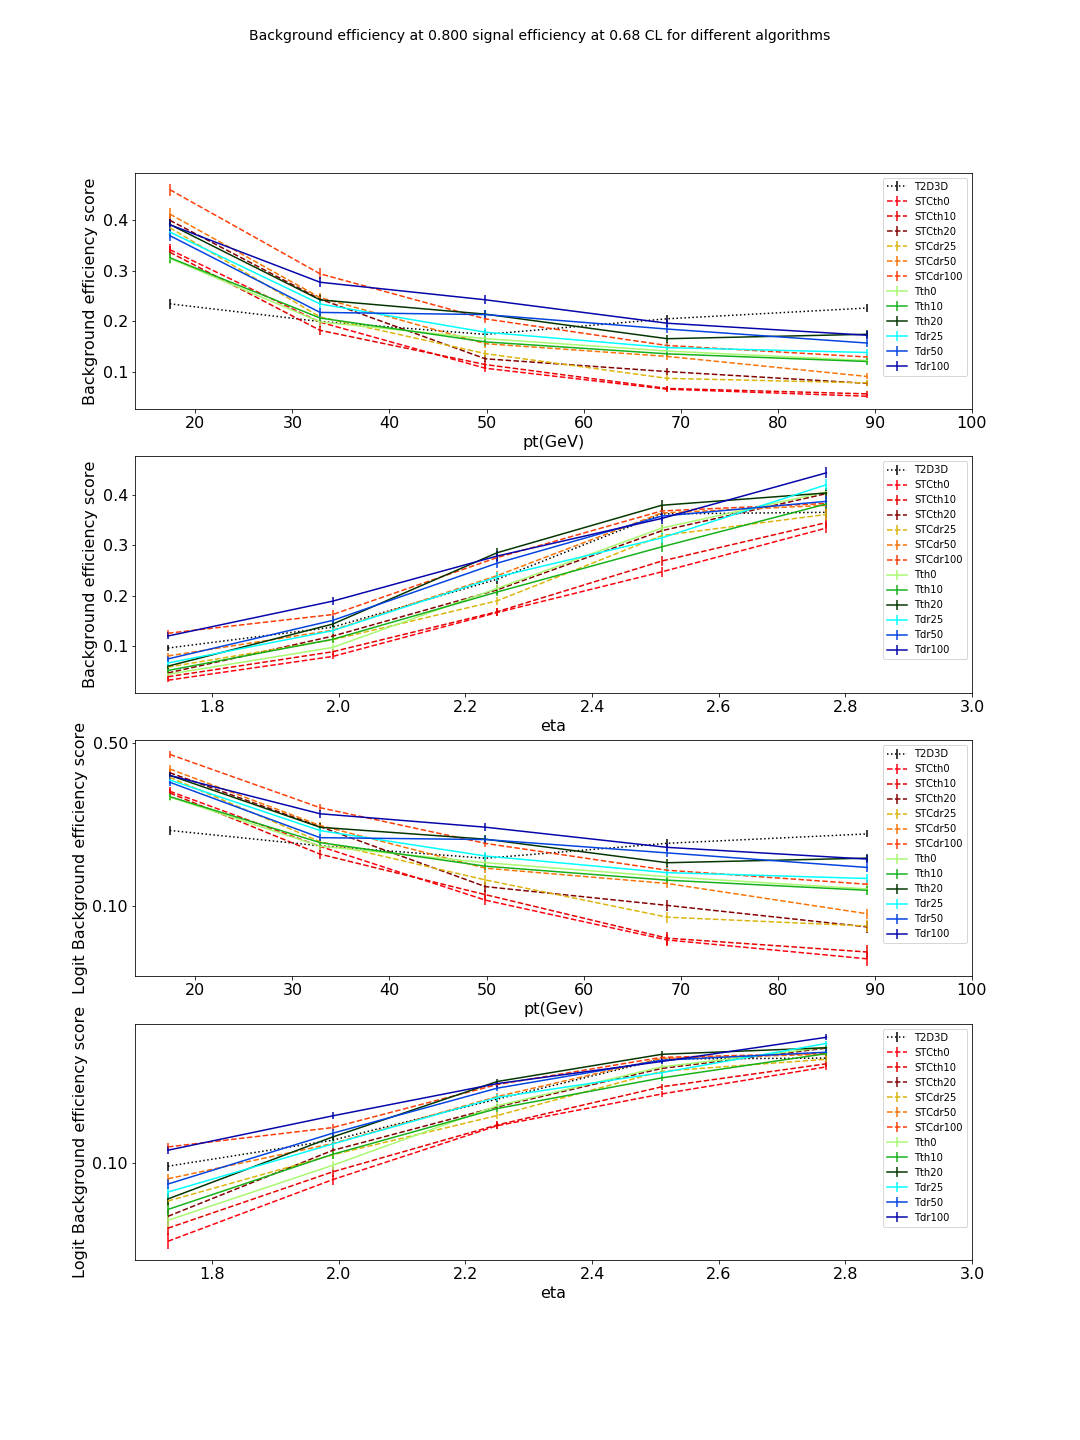 Background efficiency at 0.800 signal efficiency at 0.68 CL for different algorithms
Background efficiency score
0.4
0.3
0.2
0.1
20 30 40 50 60 70 80 90 100
pt(GeV)
T2D3D
STCth0
STCth10
STCth20
STCdr25
STCdr50
STCdr100
Tth0
Tth10
Tth20
Tdr25
Tdr50
Tdr100
Background efficiency score
0.4
0.3
0.2
0.1
1.8 2.0 2.2 2.4 2.6 2.8 3.0
eta
T2D3D
STCth0
STCth10
STCth20
STCdr25
STCdr50
STCdr100
Tth0
Tth10
Tth20
Tdr25
Tdr50
Tdr100
Logit Background efficiency score
0.50
0.10
20 30 40 50 60 70 80 90 100
pt(Gev)
T2D3D
STCth0
STCth10
STCth20
STCdr25
STCdr50
STCdr100
Tth0
Tth10
Tth20
Tdr25
Tdr50
Tdr100
Logit Background efficiency score
0.10
1.8 2.0 2.2 2.4 2.6 2.8 3.0
eta
T2D3D
STCth0
STCth10
STCth20
STCdr25
STCdr50
STCdr100
Tth0
Tth10
Tth20
Tdr25
Tdr50
Tdr100